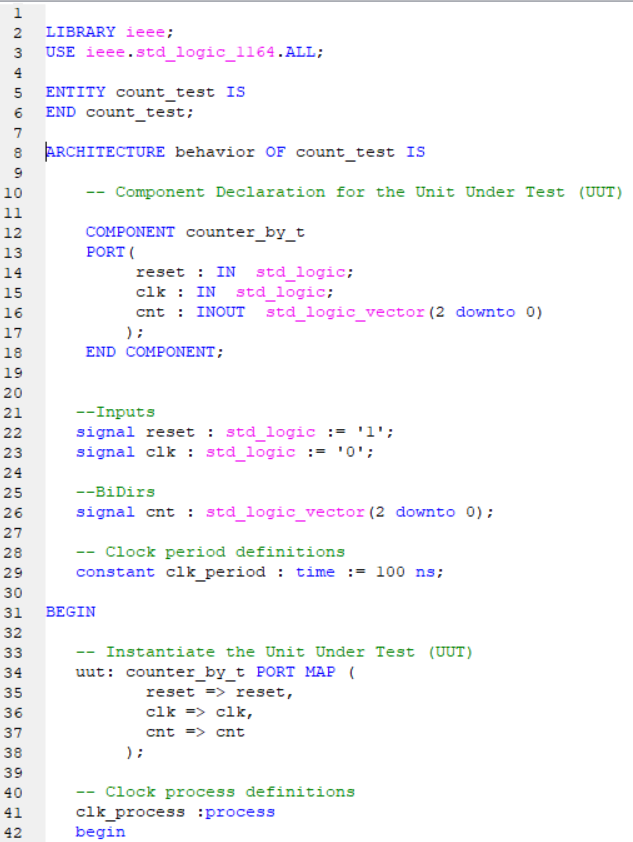 1
2 LIBRARY ieee;
3 USE ieee.std_logic_1164.ALL;
4
5 ENTITY count_test IS
6 END count_test;
7
8 ARCHITECTURE behavior OF count_test IS
9
10 -- Component Declaration for the Unit Under Test (UUT)
11
12 COMPONENT counter_by_t
13 PORT(
14 reset : IN  std_logic;
15 clk : IN  std_logic;
16 cnt : INOUT  std_logic_vector(2 downto 0)
17 );
18 END COMPONENT;
19
20
21 --Inputs
22 signal reset : std_logic := '1';
23 signal clk : std_logic := '0';
24
25 --BiDirs
26 signal cnt : std_logic_vector(2 downto 0);
27
28 -- Clock period definitions
29 constant clk_period : time := 100 ns;
30
31 BEGIN
32
33 -- Instantiate the Unit Under Test (UUT)
34 uut: counter_by_t PORT MAP (
35 reset => reset,
36 clk => clk,
37 cnt => cnt
38 );
39
40 -- Clock process definitions
41 clk_process :process
42 begin